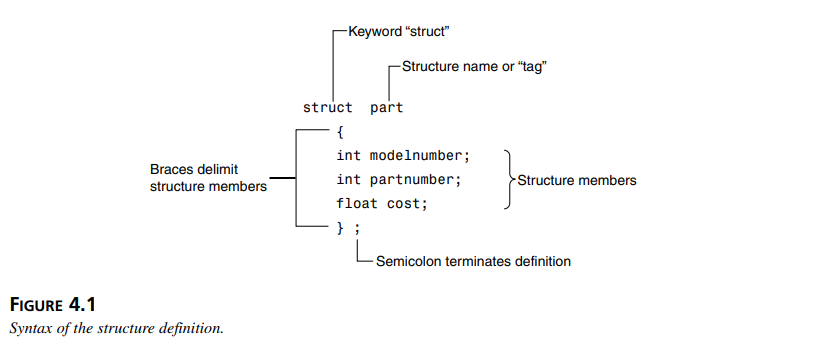 Keyword “struct”
Structure name or “tag”
struct part
{
int modelnumber;
int partnumber;
float cost;
} ;
Braces delimit
structure members
Structure members
Semicolon terminates definition
FIGURE 4.1
Syntax of the structure definition.